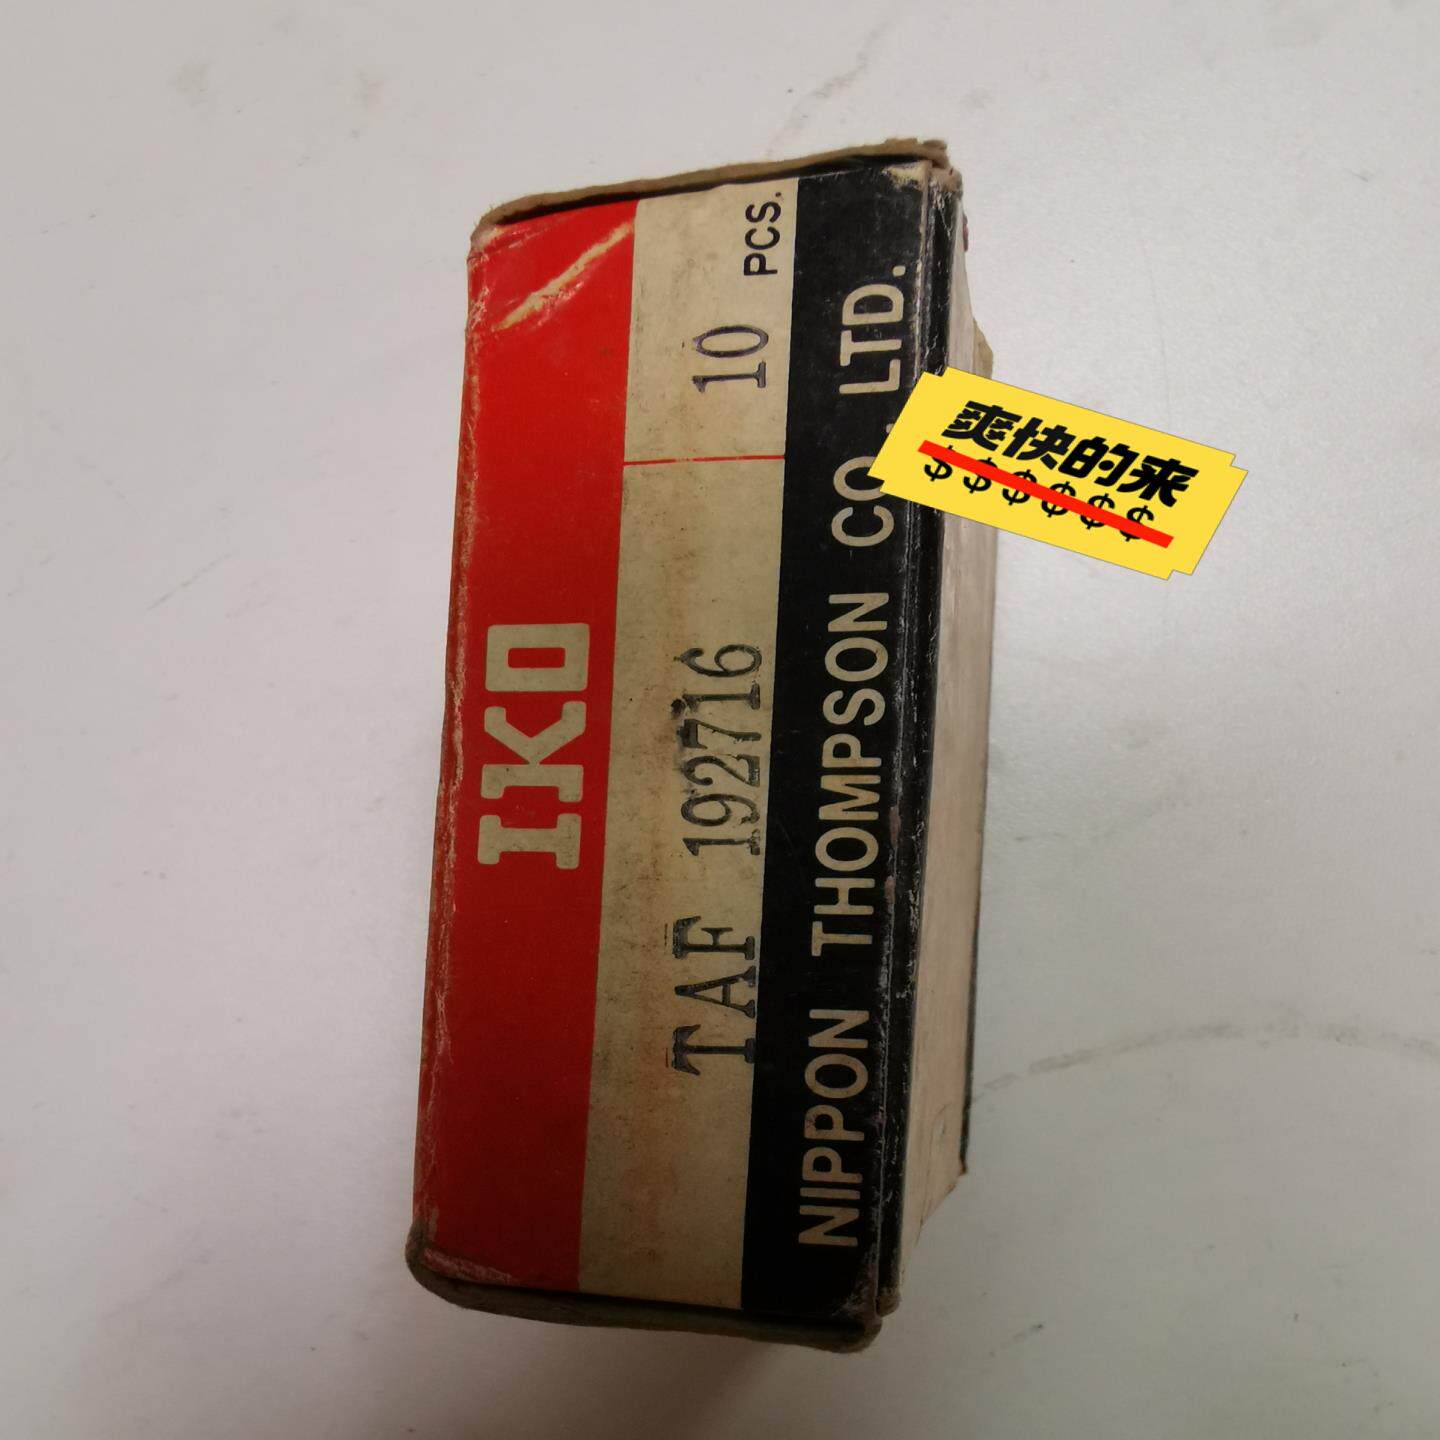 IKO
TAF 192716 10 PCS.
NIPPON THOMPSON CO., LTD.
爽快的来
$$$$$$